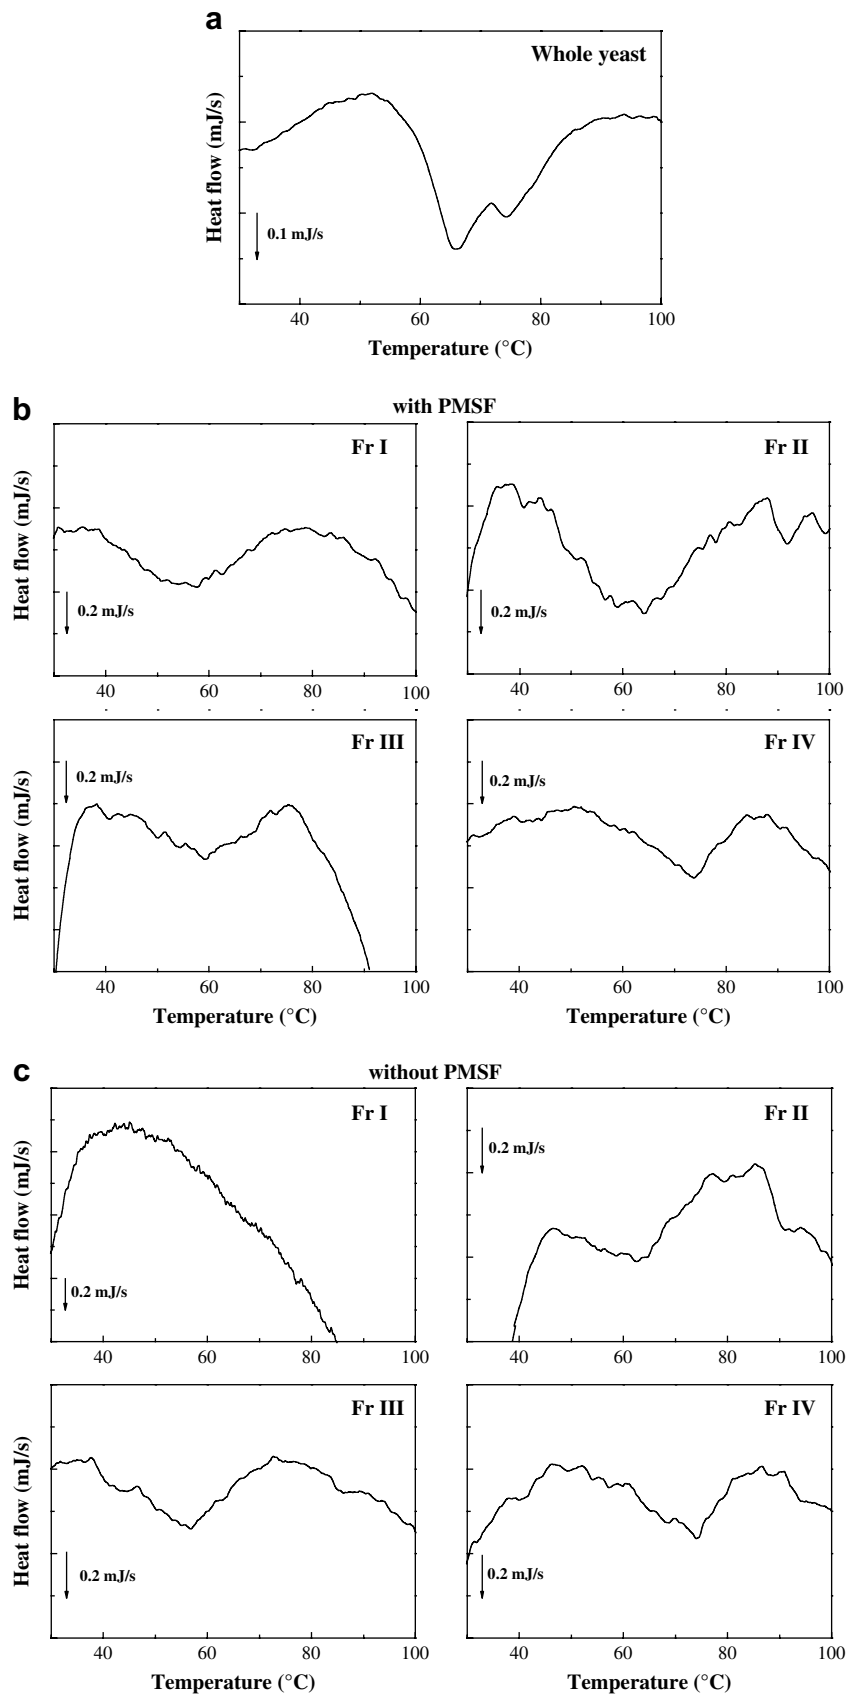 a
Whole yeast
Heat flow (mJ/s)
0.1 mJ/s
40 60 80 100
Temperature (°C)
b
with PMSF
Fr I
Heat flow (mJ/s)
0.2 mJ/s
40 60 80 100
Fr II
0.2 mJ/s
40 60 80 100
Fr III
Heat flow (mJ/s)
0.2 mJ/s
40 60 80 100
Temperature (°C)
Fr IV
0.2 mJ/s
40 60 80 100
Temperature (°C)
c
without PMSF
Fr I
Heat flow (mJ/s)
0.2 mJ/s
40 60 80 100
Fr II
0.2 mJ/s
40 60 80 100
Fr III
Heat flow (mJ/s)
0.2 mJ/s
40 60 80 100
Temperature (°C)
Fr IV
0.2 mJ/s
40 60 80 100
Temperature (°C)